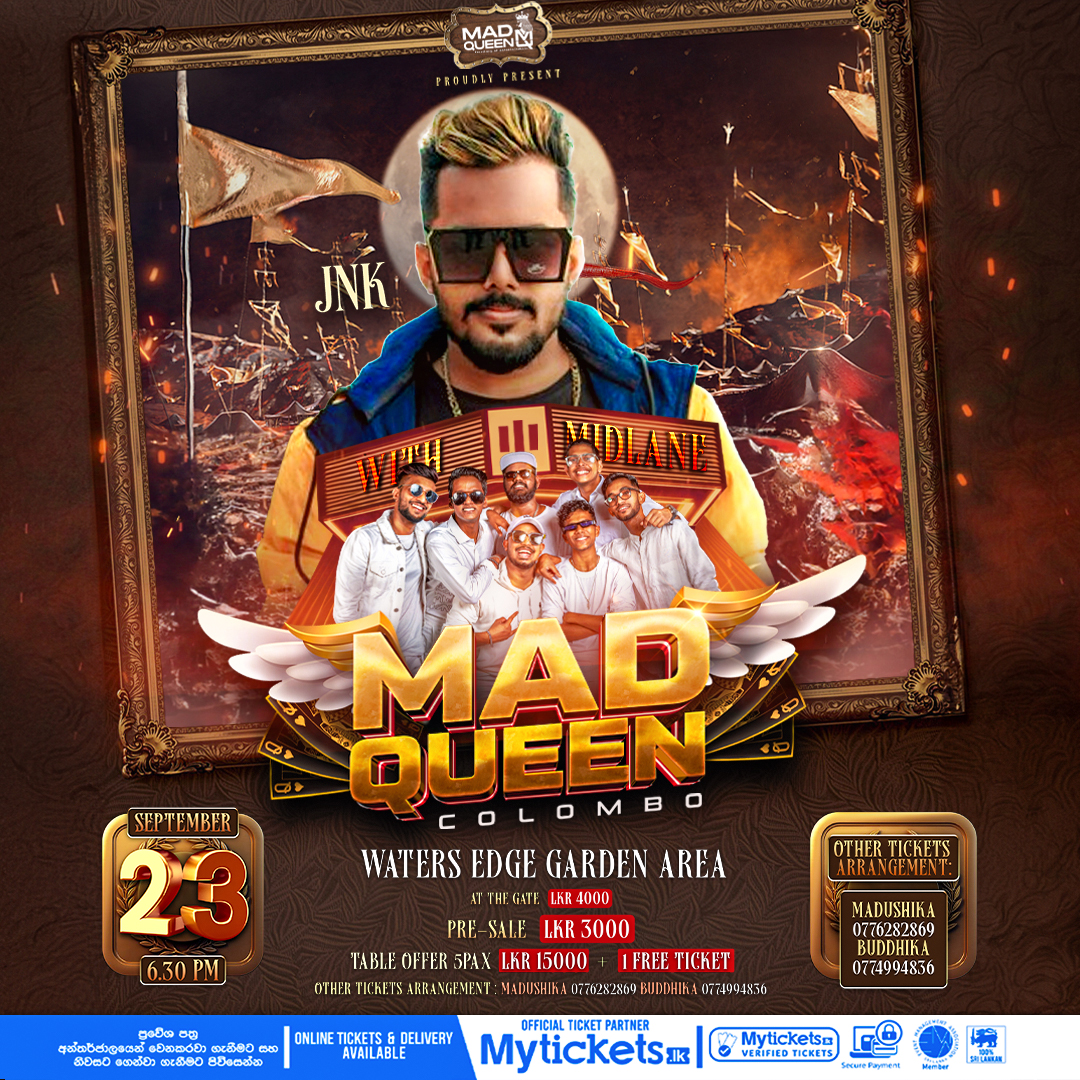 MAD
QUEEN
PROUDLY PRESENT
JNK
WITH MIDLANE
MAD
QUEEN
COLOMBO
SEPTEMBER
23
6.30 PM
WATERS EDGE GARDEN AREA
AT THE GATE LKR 4000
PRE-SALE LKR 3000
TABLE OFFER 5PAX LKR 15000 + 1 FREE TICKET
OTHER TICKETS ARRANGEMENT : MADUSHIKA 0776282869 BUDDHIKA 0774994836
OTHER TICKETS
ARRANGEMENT:
MADUSHIKA
0776282869
BUDDHIKA
0774994836
ප්‍රවේශ පත්‍ර
අන්තර්ජාලයෙන් වෙනකරවා ගැනීමට සහ
නිවසට ගෙන්වා ගැනීමට පිවිසෙන්න
ONLINE TICKETS & DELIVERY
AVAILABLE
OFFICIAL TICKET PARTNER
Mytickets.lk
Mytickets.lk
VERIFIED TICKETS
Secure Payment
Member
100%
SRI LANKAN